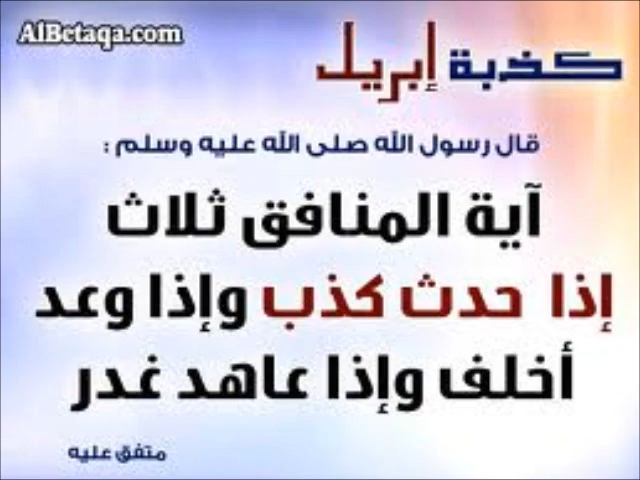 AlBetaqa.com
كذبة إبريل
قال رسول الله صلى الله عليه وسلم :
آية المنافق ثلاث
إذا حدث كذب وإذا وعد
أخلف وإذا عاهد غدر
متفق عليه